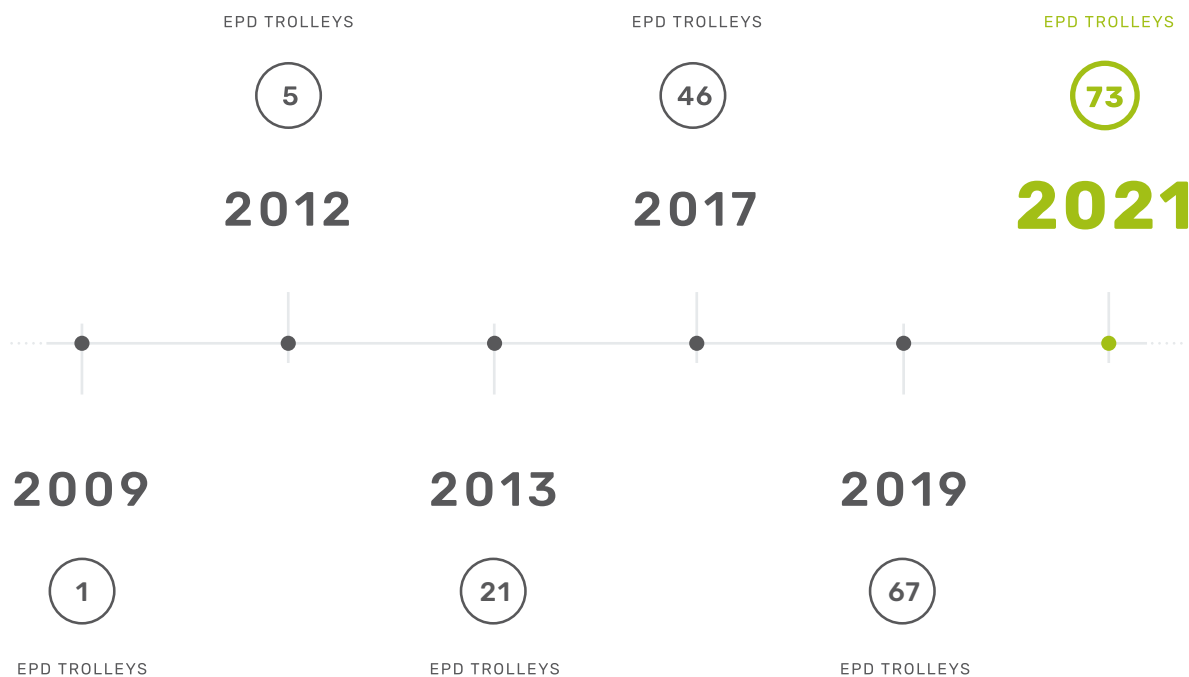 EPD TROLLEYS
5
2012
EPD TROLLEYS
46
2017
EPD TROLLEYS
73
2021
2009
1
EPD TROLLEYS
2013
21
EPD TROLLEYS
2019
67
EPD TROLLEYS